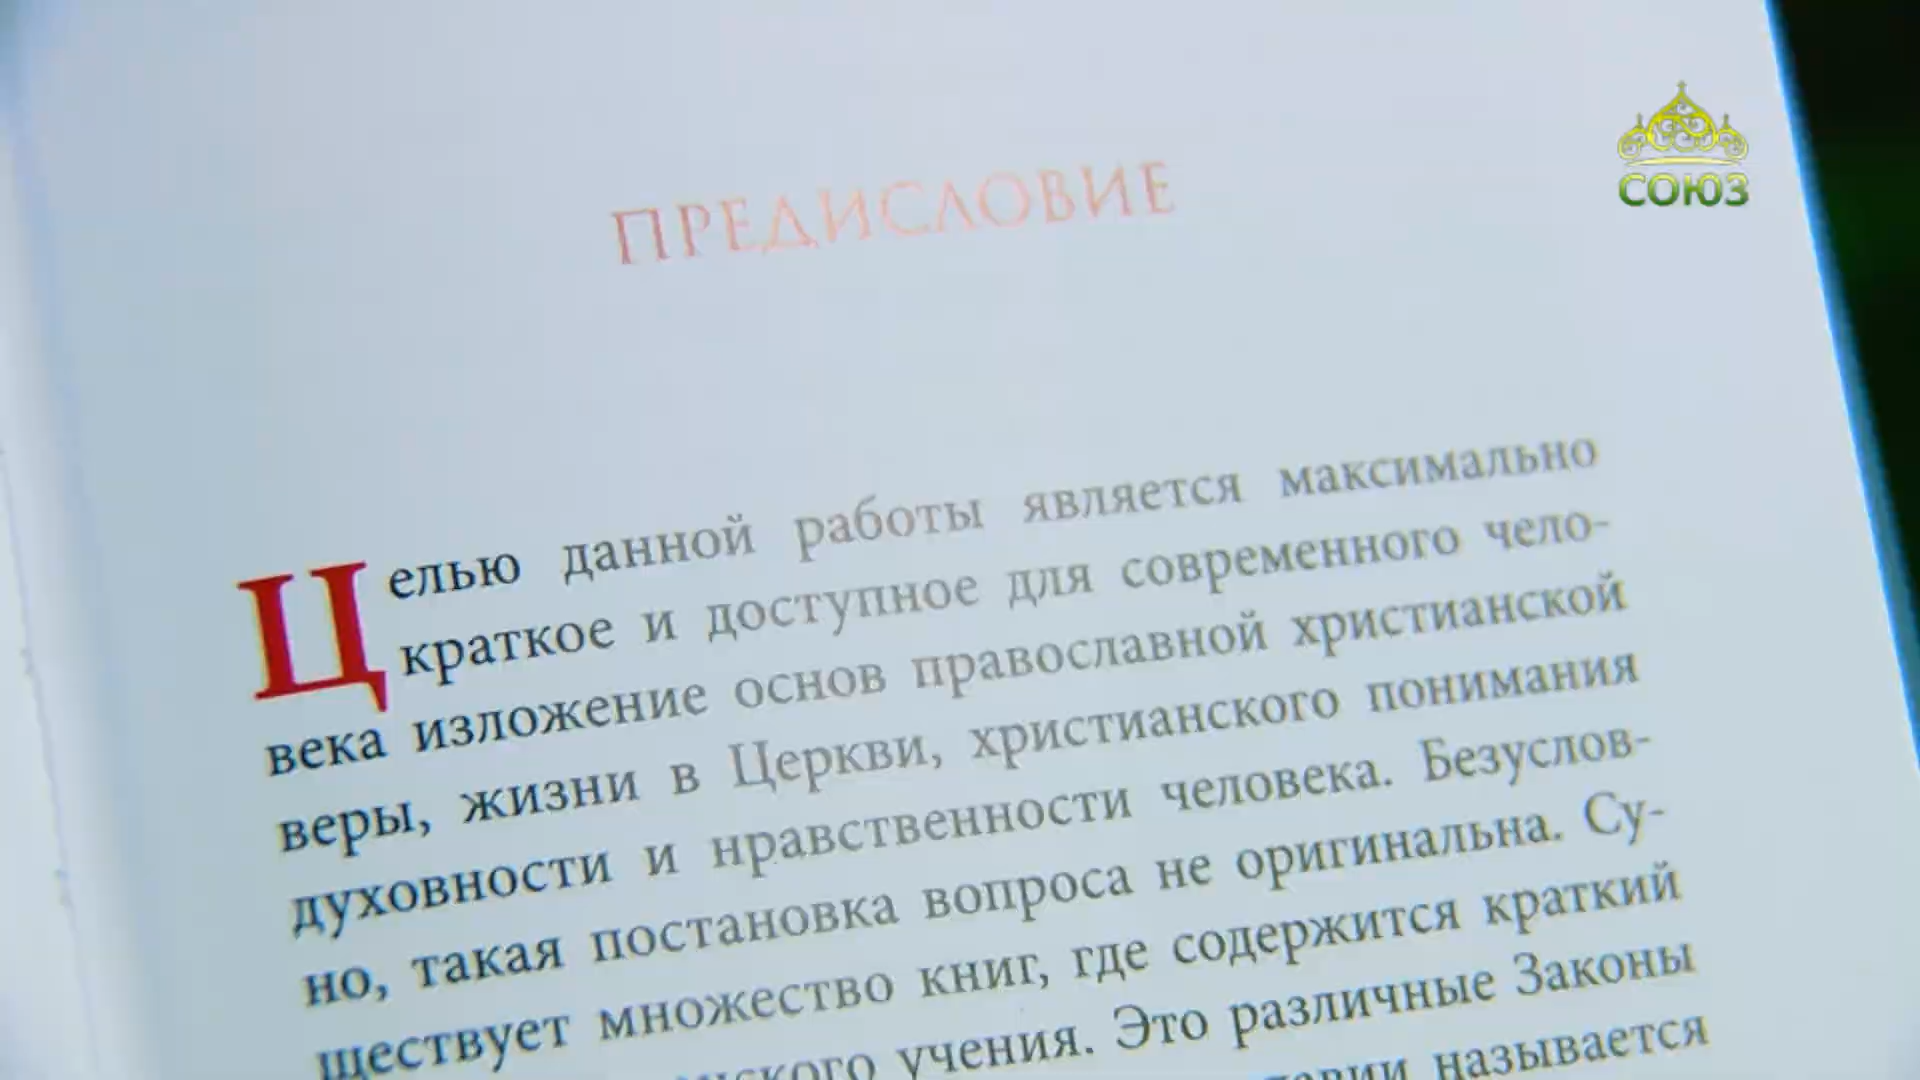 СОЮЗ
ПРЕДИСЛОВИЕ
Целью данной работы является максимально
краткое и доступное для современного чело-
века изложение основ православной христианской
веры, жизни в Церкви, христианского понимания
духовности и нравственности человека. Безуслов-
но, такая постановка вопроса не оригинальна. Су-
ществует множество книг, где содержится краткий
учения. Это различные Законы
называется